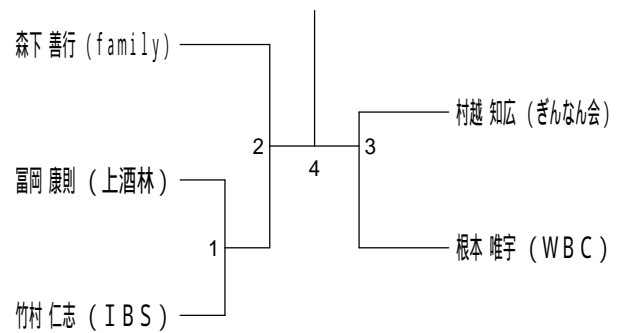 森下 善行 (family)
村越 知広 (ぎんなん会)
2
3
4
冨岡 康則 (上酒林)
1
根本 唯宇 (WBC)
竹村 仁志 (IBS)